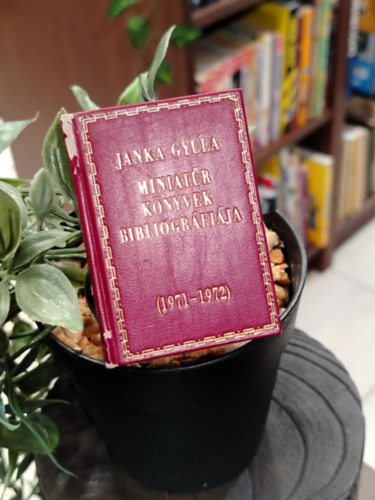 JANKA GYULA
MINIATŰR
KÖNYVEK
BIBLIOGRÁFIÁJA
(1971-1972)